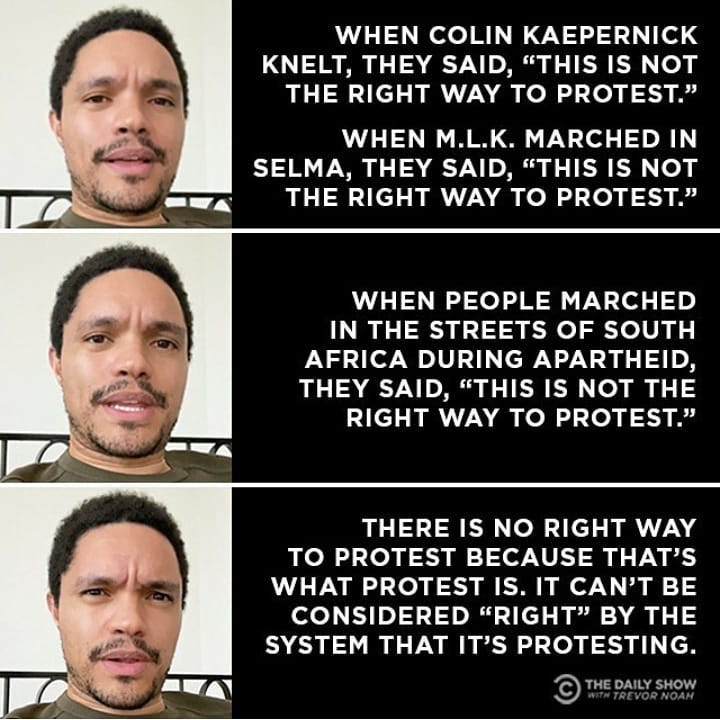 WHEN COLIN KAEPERNICK
KNELT, THEY SAID, “THIS IS NOT
THE RIGHT WAY TO PROTEST.”
WHEN M.L.K. MARCHED IN
SELMA, THEY SAID, “THIS IS NOT
THE RIGHT WAY TO PROTEST.”
WHEN PEOPLE MARCHED
IN THE STREETS OF SOUTH
AFRICA DURING APARTHEID,
THEY SAID, “THIS IS NOT THE
RIGHT WAY TO PROTEST.”
THERE IS NO RIGHT WAY
TO PROTEST BECAUSE THAT’S
WHAT PROTEST IS. IT CAN’T BE
CONSIDERED “RIGHT” BY THE
SYSTEM THAT IT’S PROTESTING.
THE DAILY SHOW
WITH TREVOR NOAH